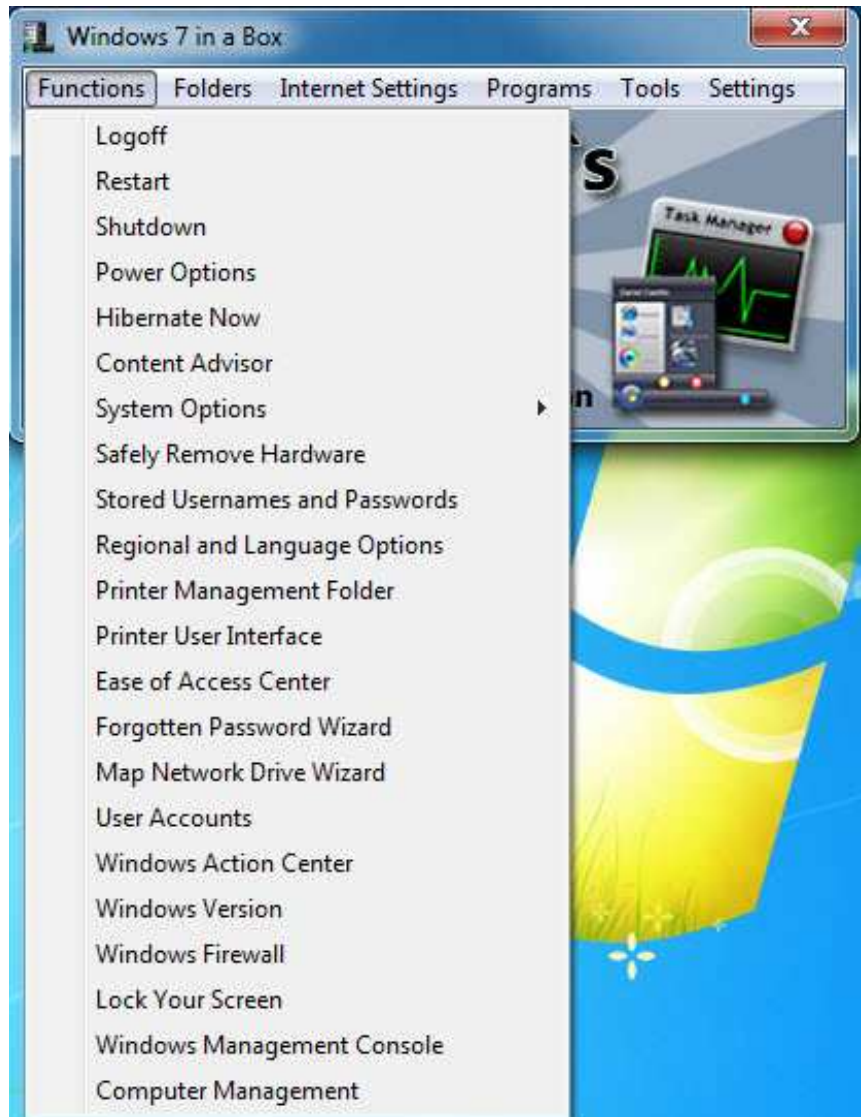 Windows 7 in a Box
Functions Folders Internet Settings Programs Tools Settings
Logoff
Restart
Shutdown
Power Options
Hibernate Now
Content Advisor
System Options
Safely Remove Hardware
Stored Usernames and Passwords
Regional and Language Options
Printer Management Folder
Printer User Interface
Ease of Access Center
Forgotten Password Wizard
Map Network Drive Wizard
User Accounts
Windows Action Center
Windows Version
Windows Firewall
Lock Your Screen
Windows Management Console
Computer Management
`s
Task Manager
n